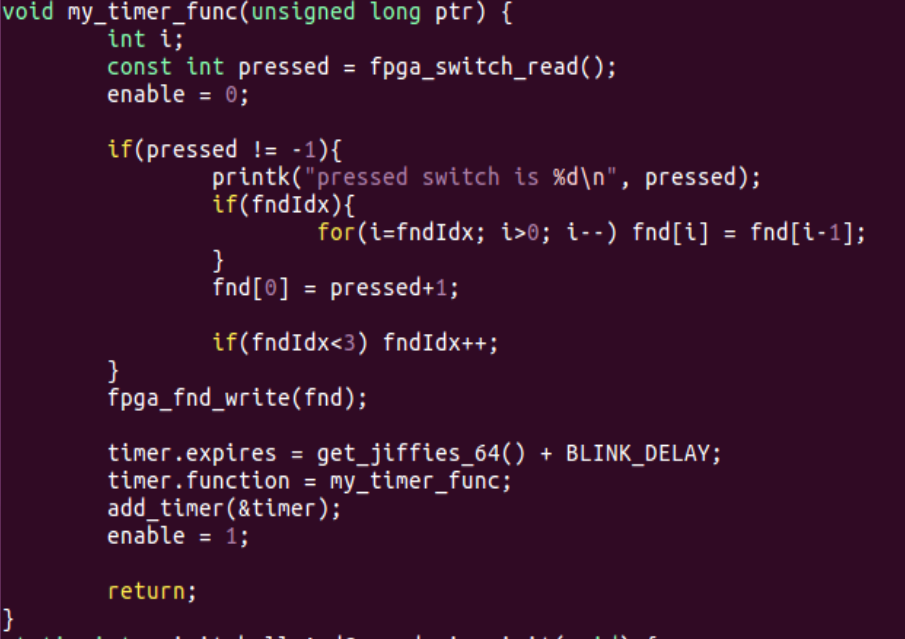 void my_timer_func(unsigned long ptr) {
        int i;
        const int pressed = fpga_switch_read();
        enable = 0;

        if(pressed != -1){
                printk("pressed switch is %d\n", pressed);
                if(fndIdx){
                        for(i=fndIdx; i>0; i--) fnd[i] = fnd[i-1];
                }
                fnd[0] = pressed+1;

                if(fndIdx<3) fndIdx++;
        }
        fpga_fnd_write(fnd);

        timer.expires = get_jiffies_64() + BLINK_DELAY;
        timer.function = my_timer_func;
        add_timer(&timer);
        enable = 1;

        return;
}